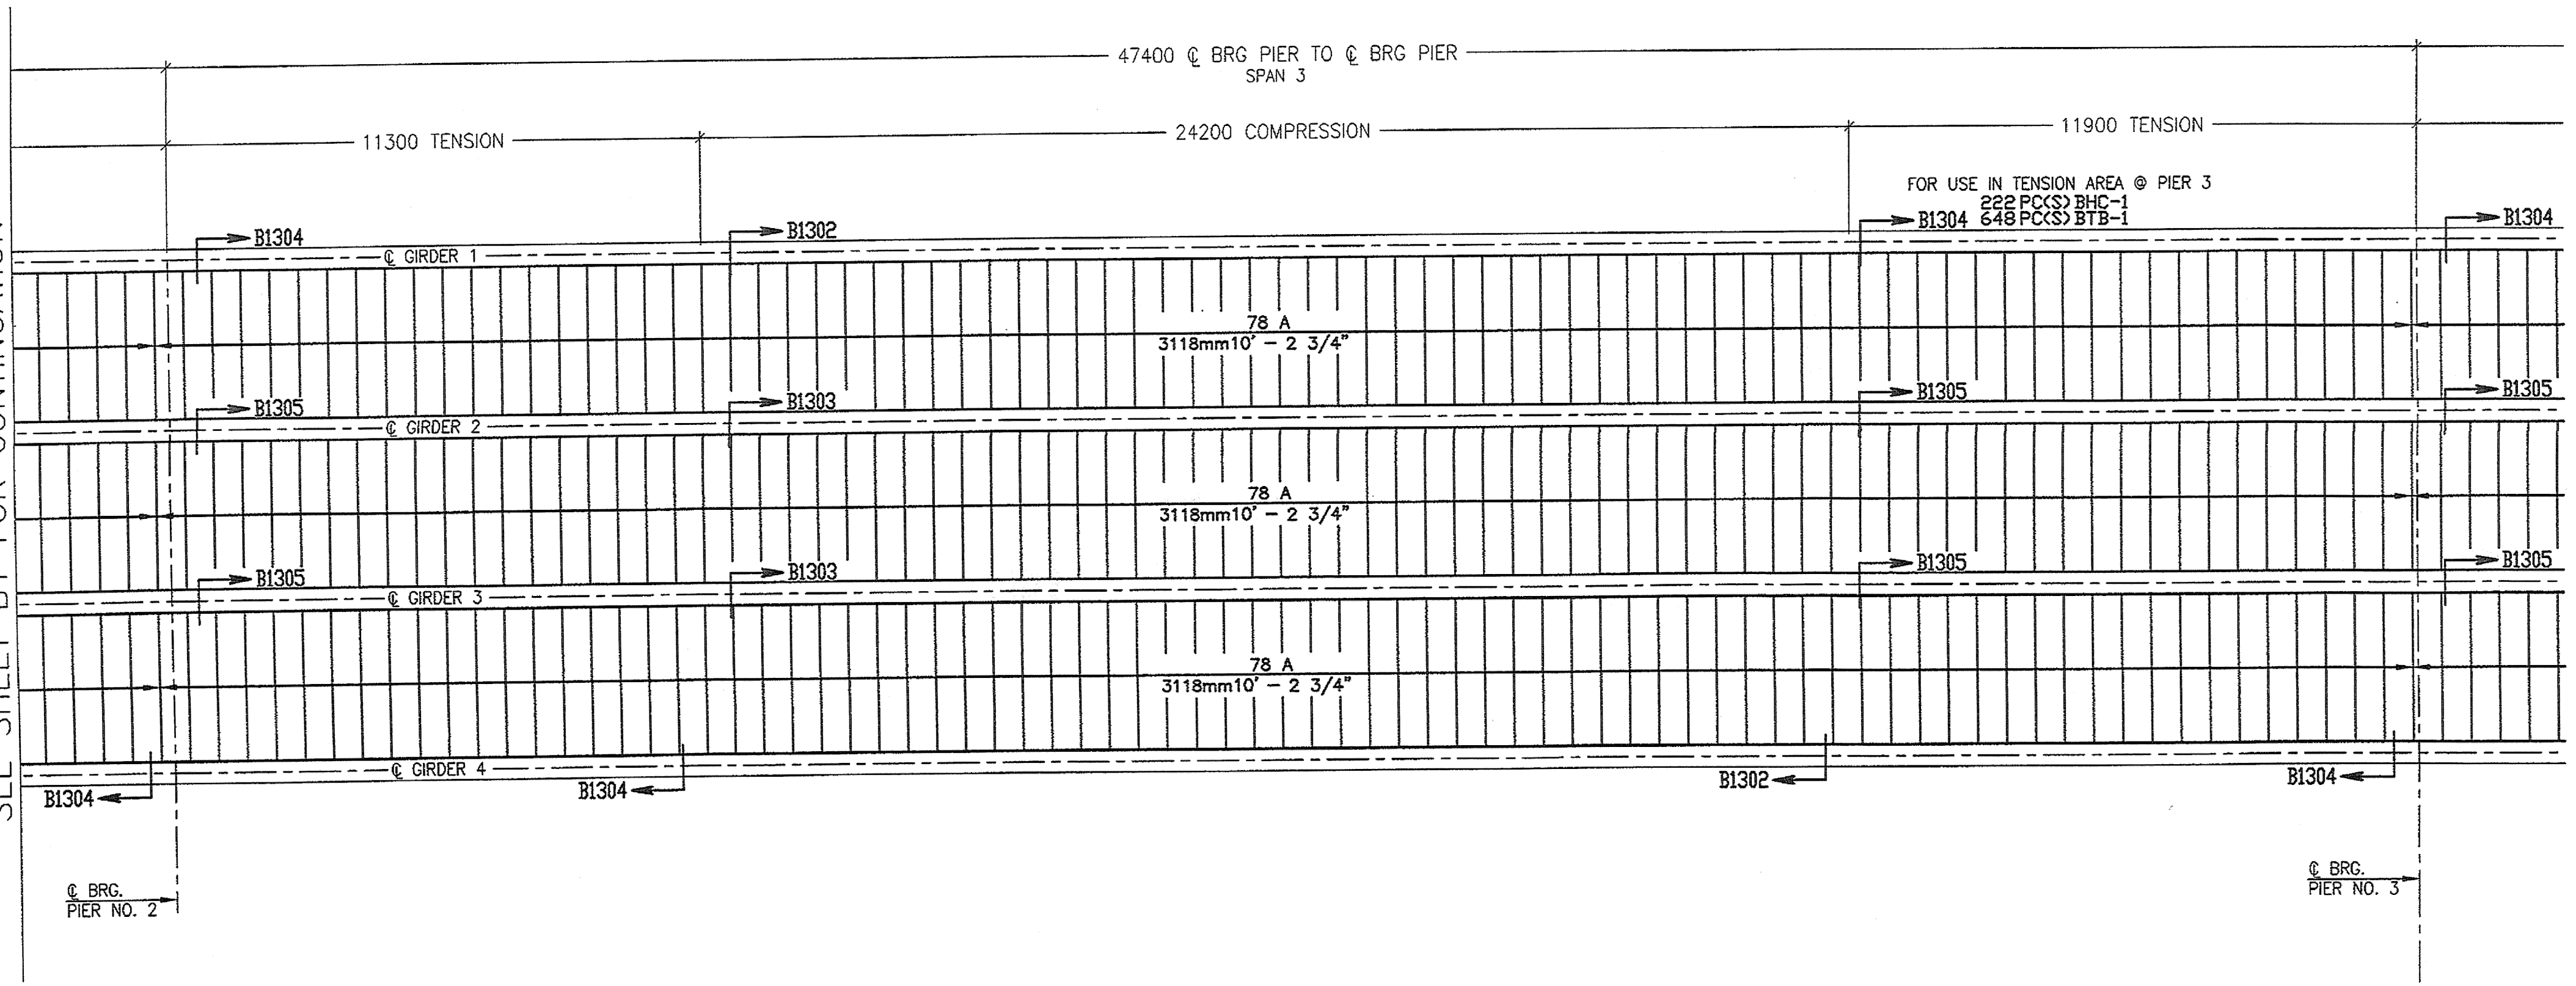 47400 ℄ BRG PIER TO ℄ BRG PIER
SPAN 3
11300 TENSION
24200 COMPRESSION
11900 TENSION
FOR USE IN TENSION AREA @ PIER 3
222 PC(S) BHC-1
648 PC(S) BTB-1
B1304
B1302
B1304
B1304
℄ GIRDER 1
78 A
3118mm10' - 2 3/4"
B1305
B1303
B1305
B1305
℄ GIRDER 2
78 A
3118mm10' - 2 3/4"
B1305
B1303
B1305
B1305
℄ GIRDER 3
78 A
3118mm10' - 2 3/4"
℄ GIRDER 4
B1304
B1304
B1302
B1304
℄ BRG.
PIER NO. 2
℄ BRG.
PIER NO. 3